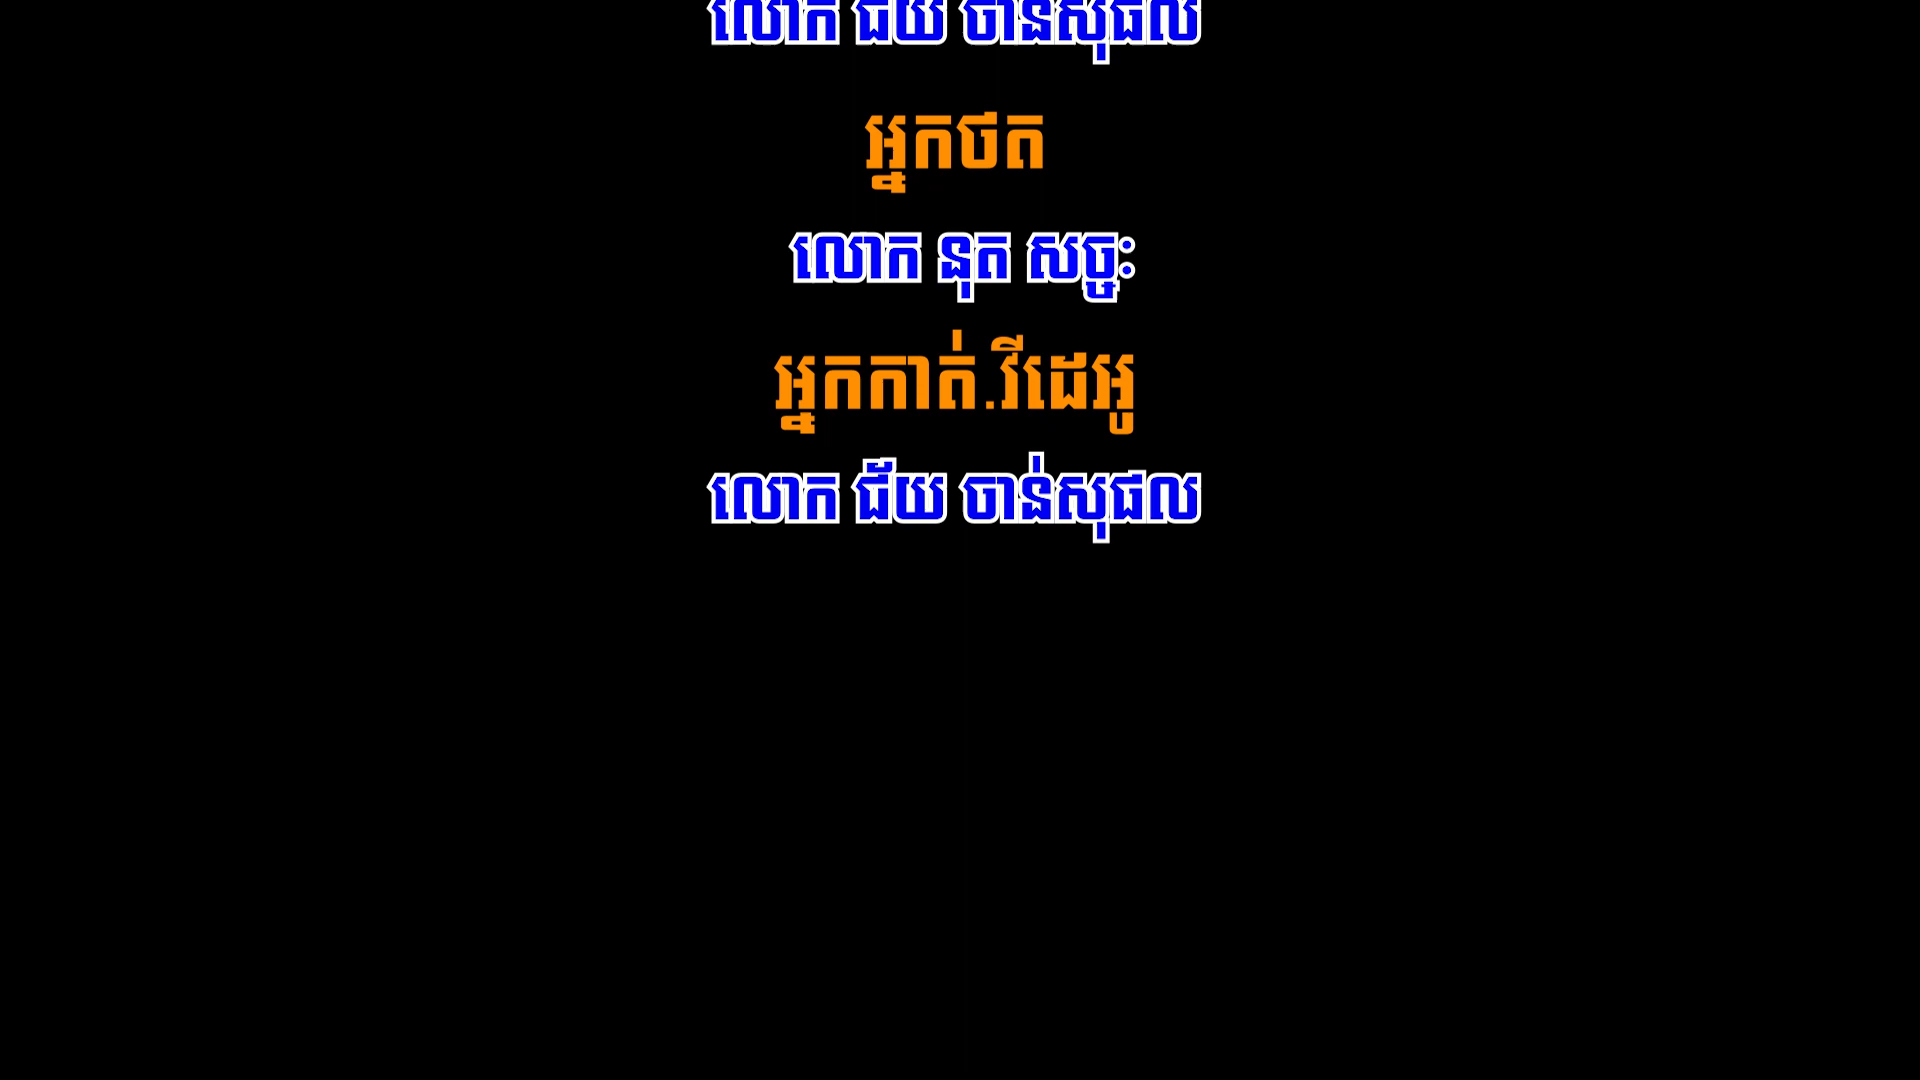 លោក ជ័យ ចាន់សុផល
អ្នកថត
លោក នុត សច្ចះ
អ្នកកាត់.វីដេអូ
លោក ជ័យ ចាន់សុផល